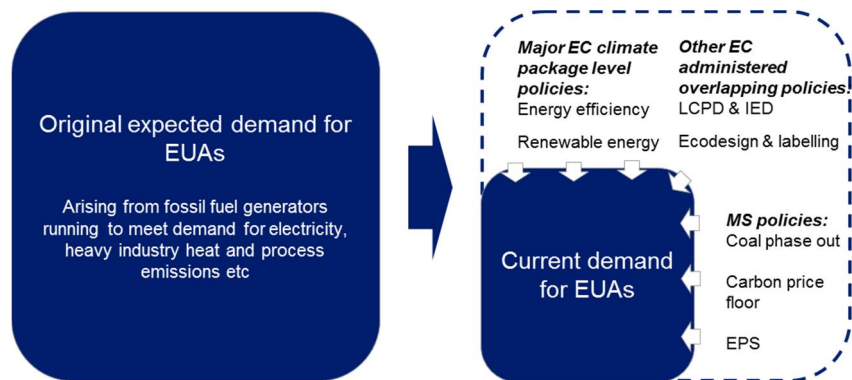 Original expected demand for
EUAs
Arising from fossil fuel generators
running to meet demand for electricity,
heavy industry heat and process
emissions etc
Major EC climate
package level
policies:
Energy efficiency
Renewable energy
Other EC
administered
overlapping policies:
LCPD & IED
Ecodesign & labelling
Current demand
for EUAs
MS policies:
Coal phase out
Carbon price
floor
EPS